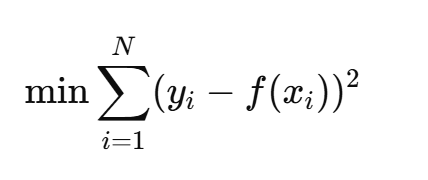 min ∑_{i=1}^{N} (y_i − f(x_i))^2